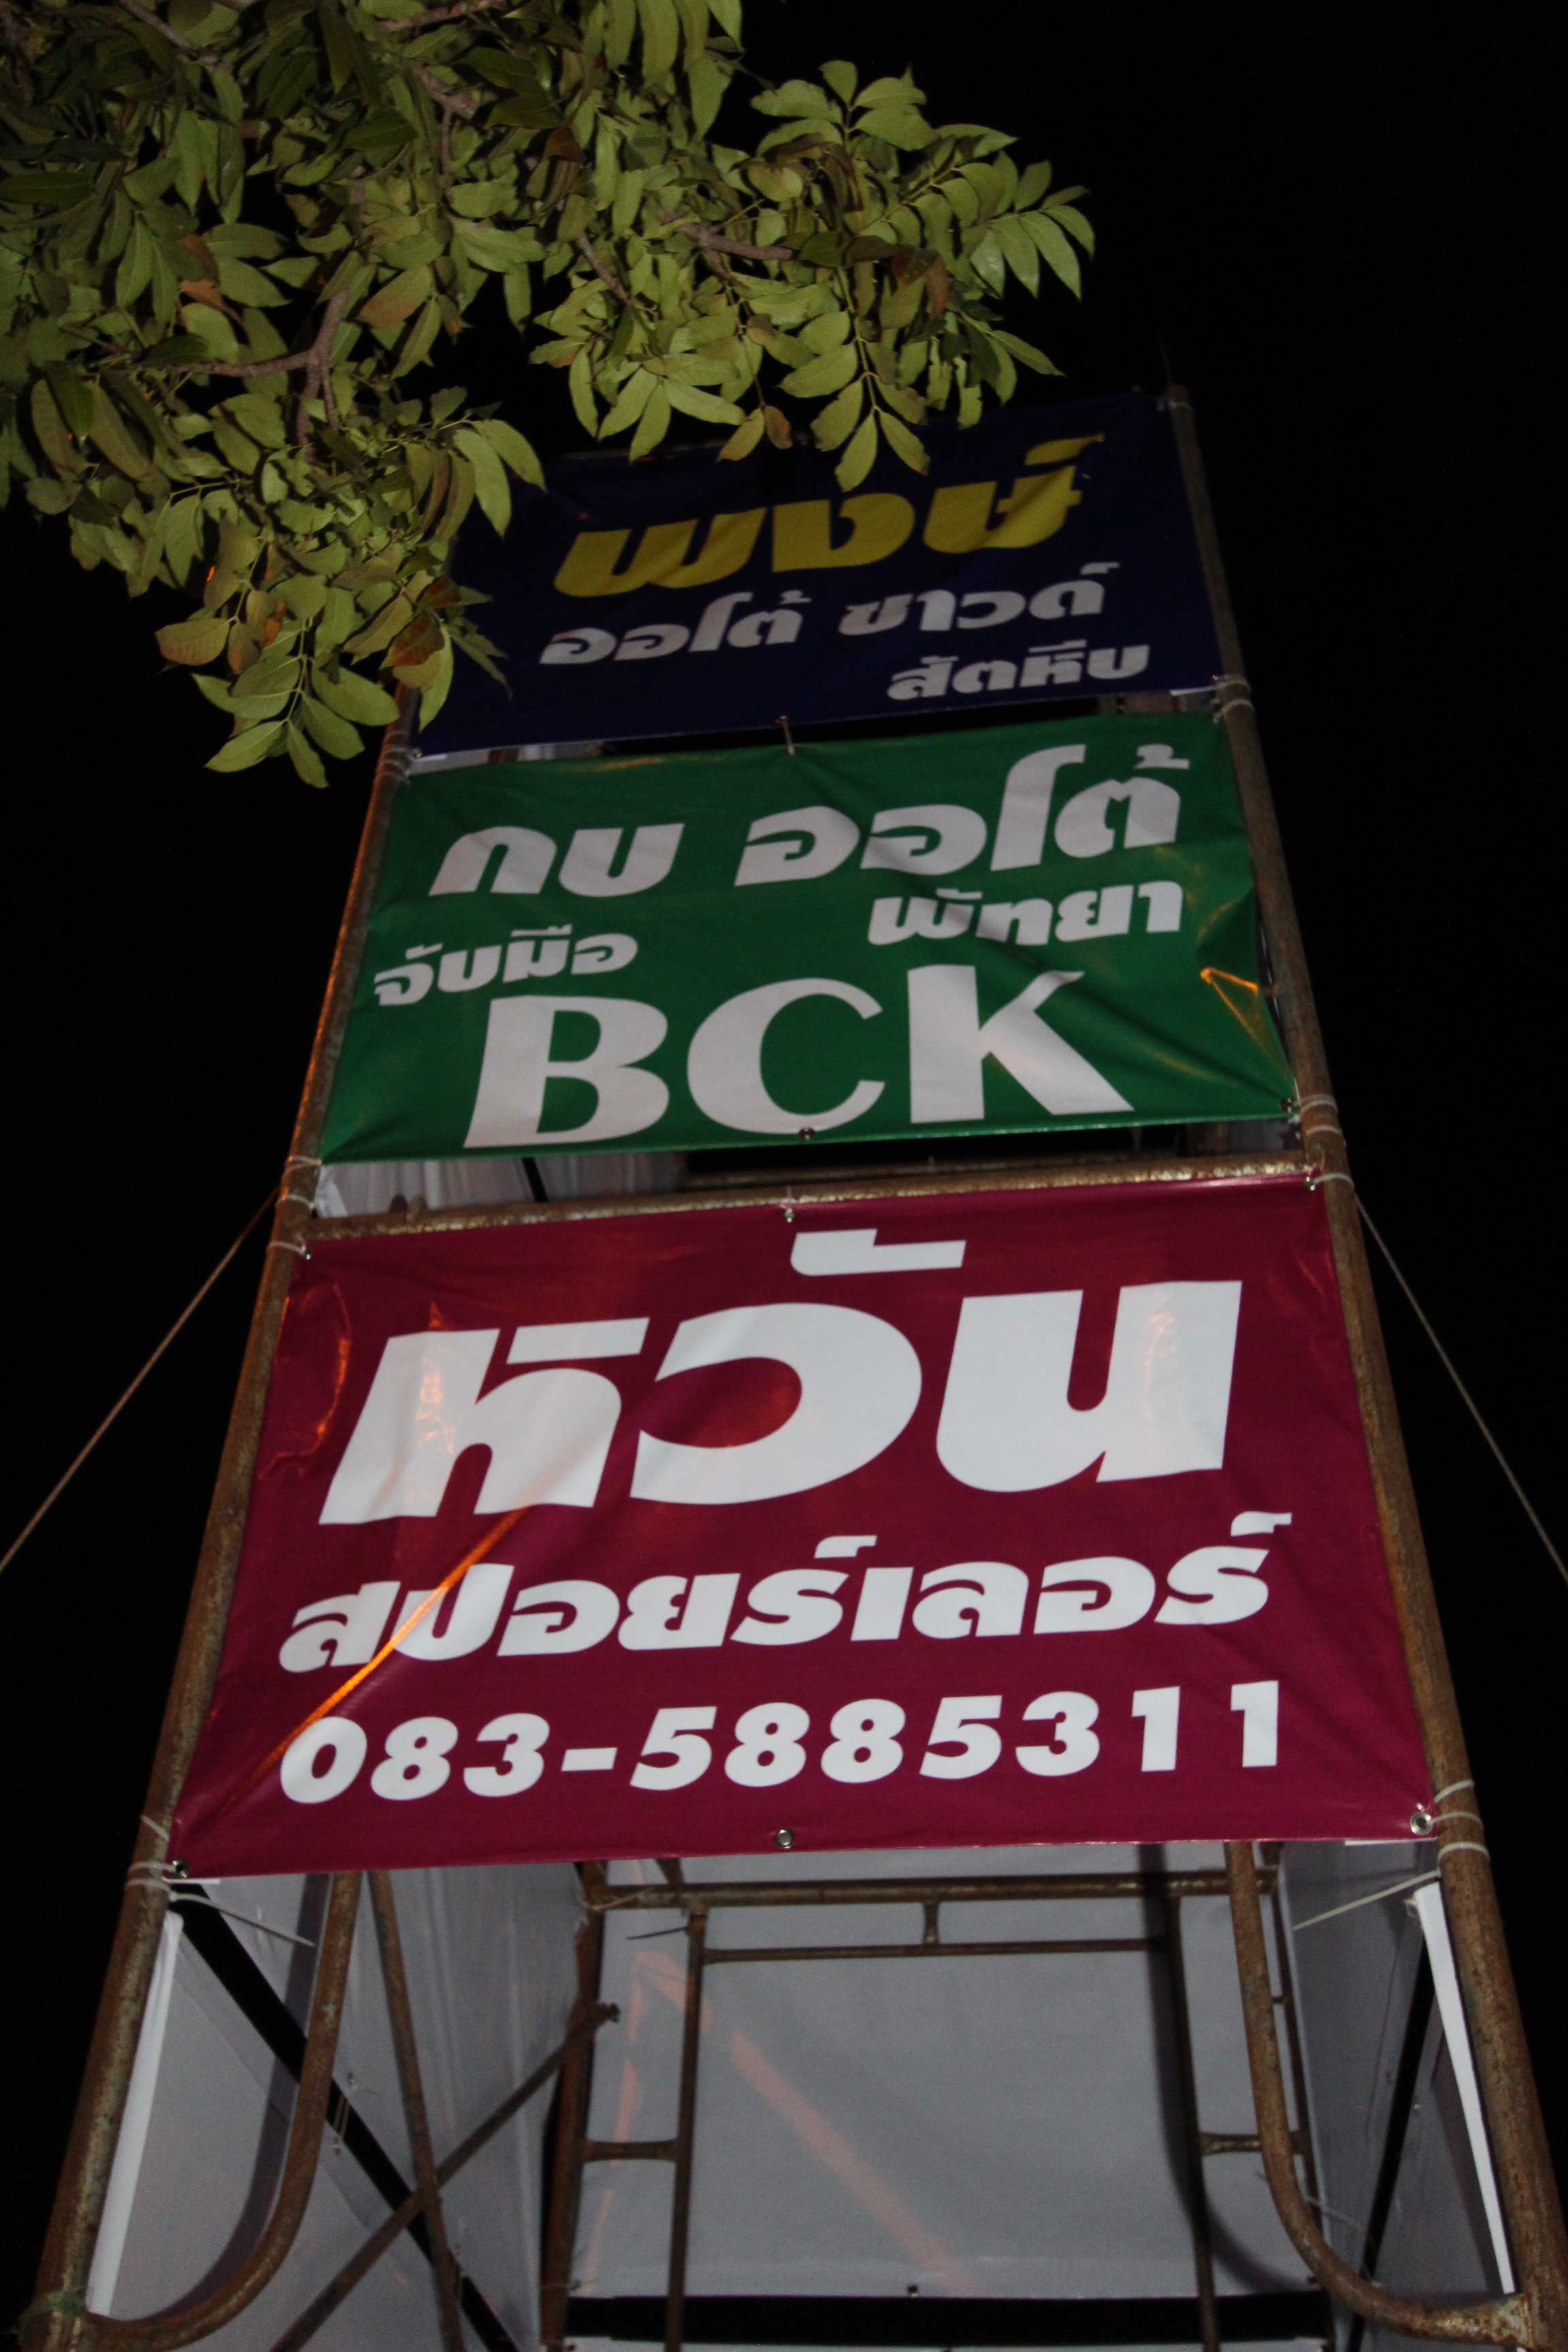 พงษ์
ออโต้ ซาวด์
สัตหีบ
กบ ออโต้
พัทยา
จับมือ
BCK
หวัน
สปอยร์เลอร์
083-5885311